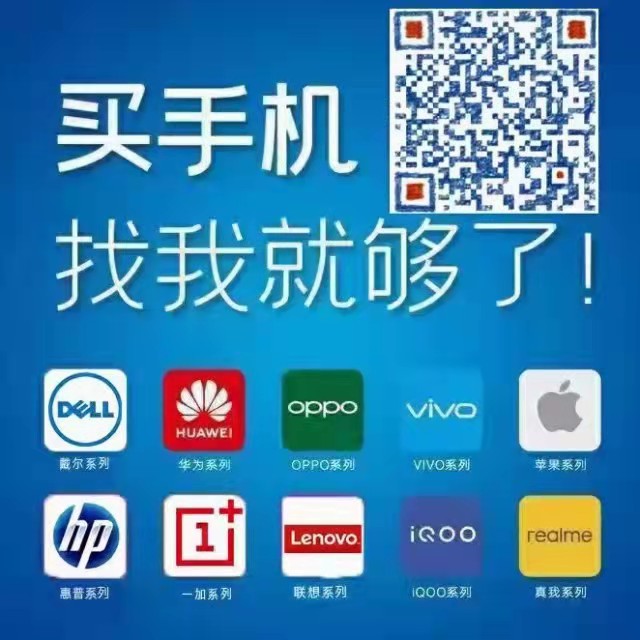 买手机
找我就够了!
DELL
HUAWEI
oppo
vivo
戴尔系列
华为系列
OPPO系列
VIVO系列
苹果系列
hp
1+
Lenovo
iQOO
realme
惠普系列
一加系列
联想系列
iQOO系列
真我系列